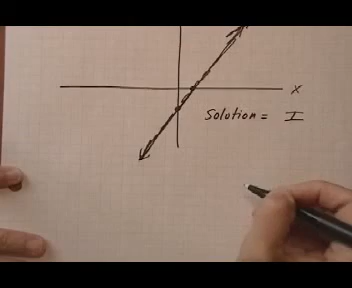 x
Solution = I